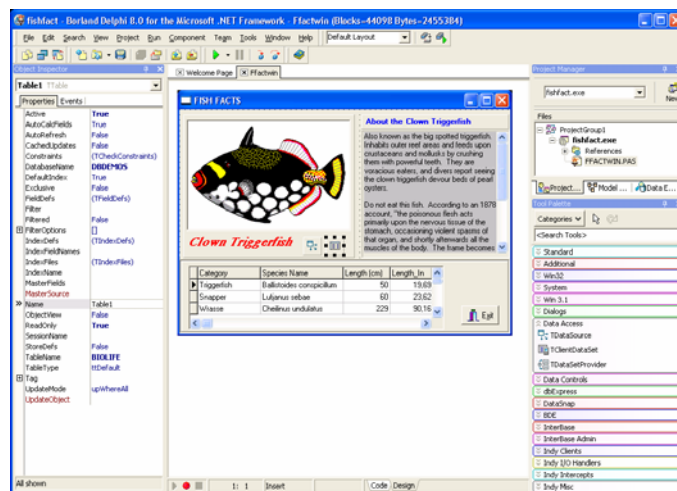 fishfact - Borland Delphi 8.0 for the Microsoft .NET Framework - Ffactwin (Blocks=44098 Bytes=2455384)
File Edit Search View Project Run Component Team Tools Window Help Default Layout
Object Inspector
Table1 TTable
Properties Events
Active True
AutoCalcFields True
AutoRefresh False
CachedUpdates False
Constraints (TCheckConstraints)
DatabaseName DBDEMOS
DefaultIndex True
Exclusive False
FieldDefs (TFieldDefs)
Filter
Filtered False
FilterOptions []
IndexDefs (TIndexDefs)
IndexFieldNames
IndexFiles (TIndexFiles)
IndexName
MasterFields
MasterSource
Name Table1
ObjectView False
ReadOnly True
SessionName
StoreDefs False
TableName BIOLIFE
TableType ttDefault
Tag
UpdateMode upWhereAll
UpdateObject
All shown
Welcome Page Ffactwin
FISH FACTS
About the Clown Triggerfish
Also known as the big spotted triggerfish.
Inhabits outer reef areas and feeds upon
crustaceans and mollusks by crushing
them with powerful teeth. They are
voracious eaters, and divers report seeing
the clown triggerfish devour beds of pearl
oysters.
Do not eat this fish. According to an 1878
account, "the poisonous flesh acts
primarily upon the nervous tissue of the
stomach, occasioning violent spasms of
that organ, and shortly afterwards all the
muscles of the body. The frame becomes
Clown Triggerfish
Category Species Name Length (cm) Length_In
Triggerfish Ballistoides conspicillum 50 19,69
Snapper Lutjanus sebae 60 23,62
Wrasse Cheilinus undulatus 229 90,16
Exit
1: 1 Insert Code Design
Project Manager
fishfact.exe New
Files
ProjectGroup1
fishfact.exe
References
FFACTWIN.PAS
Project... Model ... Data E...
Tool Palette
Categories
<Search Tools>
Standard
Additional
Win32
System
Win 3.1
Dialogs
Data Access
TDataSource
TClientDataSet
TDataSetProvider
Data Controls
dbExpress
DataSnap
BDE
InterBase
InterBase Admin
Indy Clients
Indy I/O Handlers
Indy Intercepts
Indy Misc